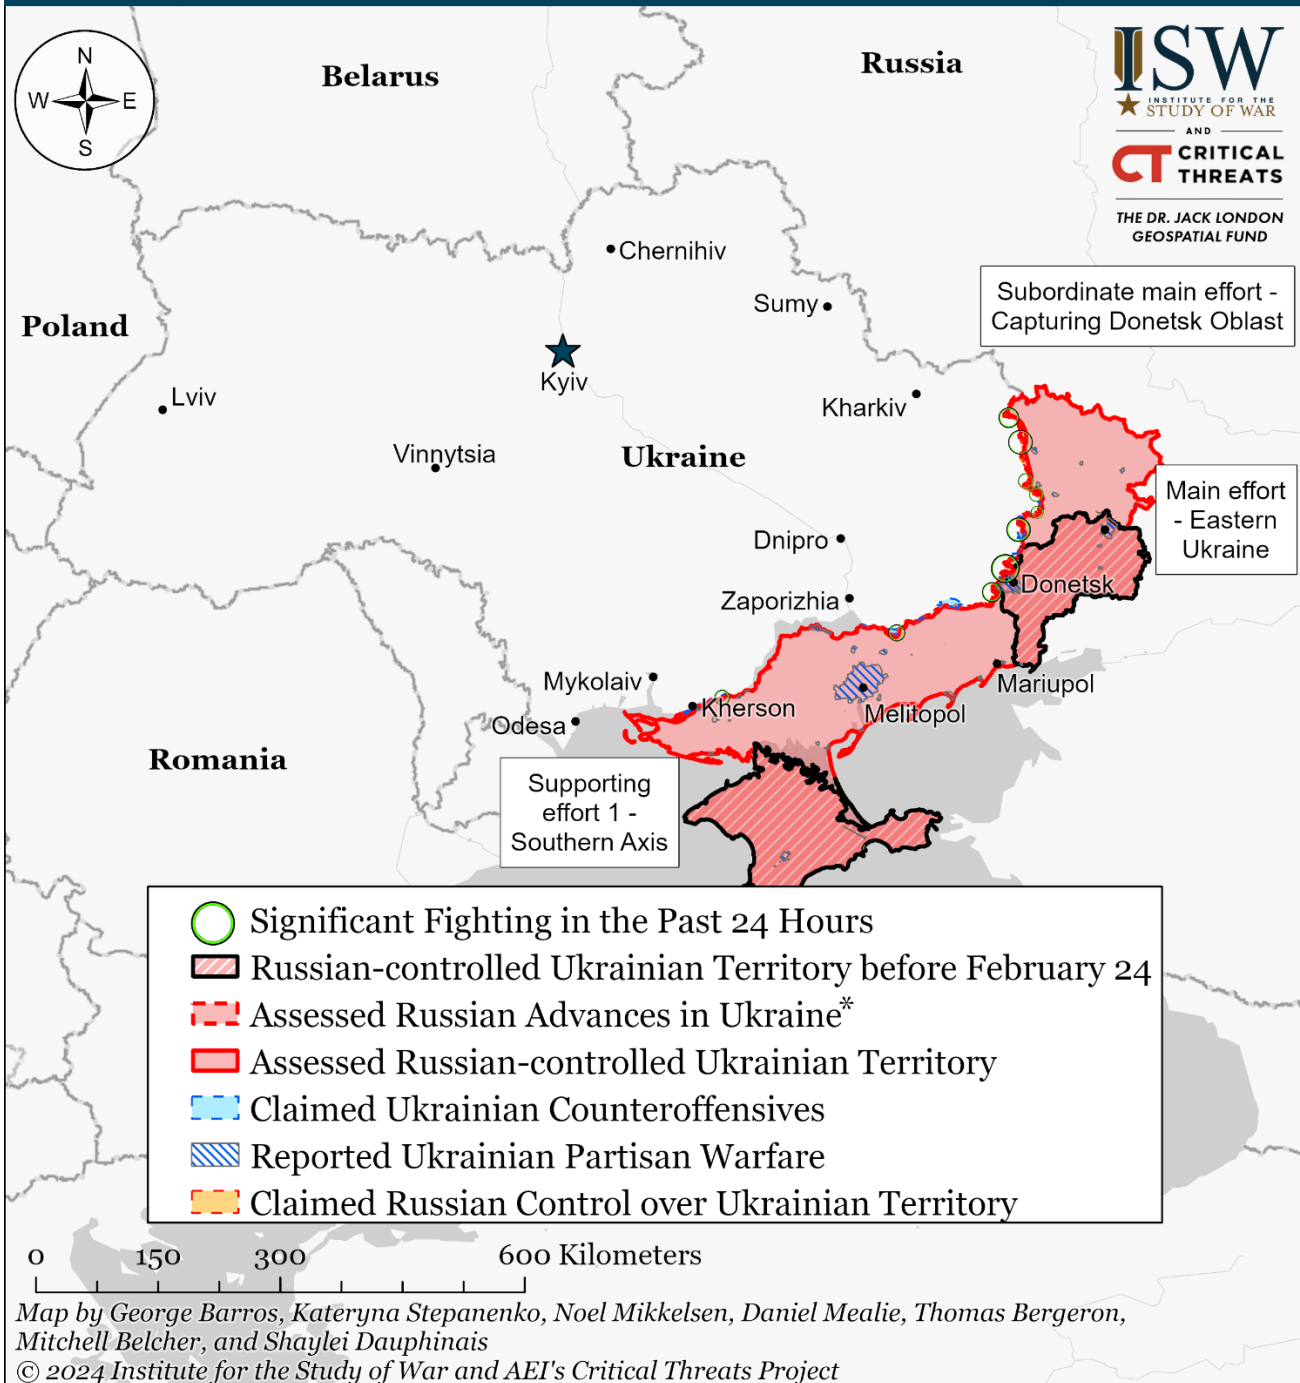 N
W
E
S
Belarus
Russia
ISW
INSTITUTE FOR THE
STUDY OF WAR
AND
CT CRITICAL
THREATS
THE DR. JACK LONDON
GEOSPATIAL FUND
Chernihiv
Subordinate main effort -
Capturing Donetsk Oblast
Sumy
Poland
Kyiv
Lviv
Kharkiv
Vinnytsia
Ukraine
Main effort
- Eastern
Ukraine
Dnipro
Donetsk
Zaporizhia
Mykolaiv
Mariupol
Kherson
Melitopol
Odesa
Romania
Supporting
effort 1 -
Southern Axis
Significant Fighting in the Past 24 Hours
Russian-controlled Ukrainian Territory before February 24
Assessed Russian Advances in Ukraine*
Assessed Russian-controlled Ukrainian Territory
Claimed Ukrainian Counteroffensives
Reported Ukrainian Partisan Warfare
Claimed Russian Control over Ukrainian Territory
0 150 300 600 Kilometers
Map by George Barros, Kateryna Stepanenko, Noel Mikkelsen, Daniel Mealie, Thomas Bergeron,
Mitchell Belcher, and Shaylei Dauphinais
© 2024 Institute for the Study of War and AEI's Critical Threats Project